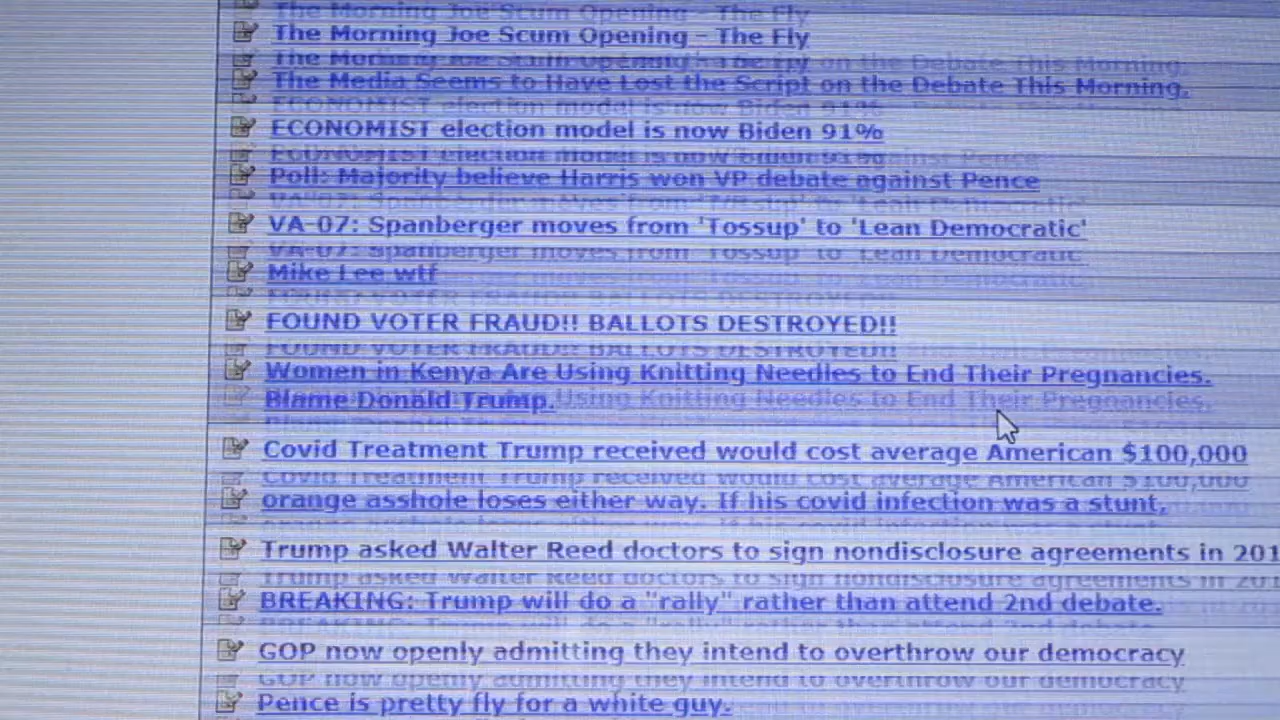 The Morning Joe Scum Opening - The Fly
The Media Seems to Have Lost the Script on the Debate This Morning.
ECONOMIST election model is now Biden 91%
Poll: Majority believe Harris won VP debate against Pence
VA-07: Spanberger moves from 'Tossup' to 'Lean Democratic'
Mike Lee wtf
FOUND VOTER FRAUD!! BALLOTS DESTROYED!!
Women in Kenya Are Using Knitting Needles to End Their Pregnancies.
Blame Donald Trump.
Covid Treatment Trump received would cost average American $100,000
orange asshole loses either way. If his covid infection was a stunt,
Trump asked Walter Reed doctors to sign nondisclosure agreements in 201
BREAKING: Trump will do a "rally" rather than attend 2nd debate.
GOP now openly admitting they intend to overthrow our democracy
Pence is pretty fly for a white guy.